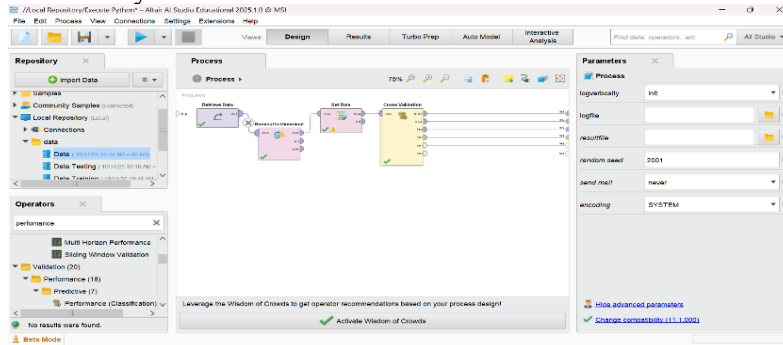 //Local Repository/Execute Python* – Altair AI Studio Educational 2025.1.0 @ MSI
File Edit Process View Connections Settings Extensions Help
Views: Design Results Turbo Prep Auto Model Interactive Analysis
Find data, operators...etc
All Studio
Repository
Import Data
Samples
Community Samples (connected)
Local Repository (Local)
Connections
data
Data
Data Testing
Data Training
Operators
perfomance
Multi Horizon Performance
Sliding Window Validation
Validation (20)
Performance (18)
Predictive (7)
Performance (Classification)
No results were found.
Beta Mode
Process
Process
78%
Process
Retrieve Data
Set Role
Cross Validation
Leverage the Wisdom of Crowds to get operator recommendations based on your process design!
Activate Wisdom of Crowds
Parameters
Process
logverbosity
init
logfile
resultfile
random seed
2001
send mail
never
encoding
SYSTEM
Hide advanced parameters
Change compatibility (11.1.000)